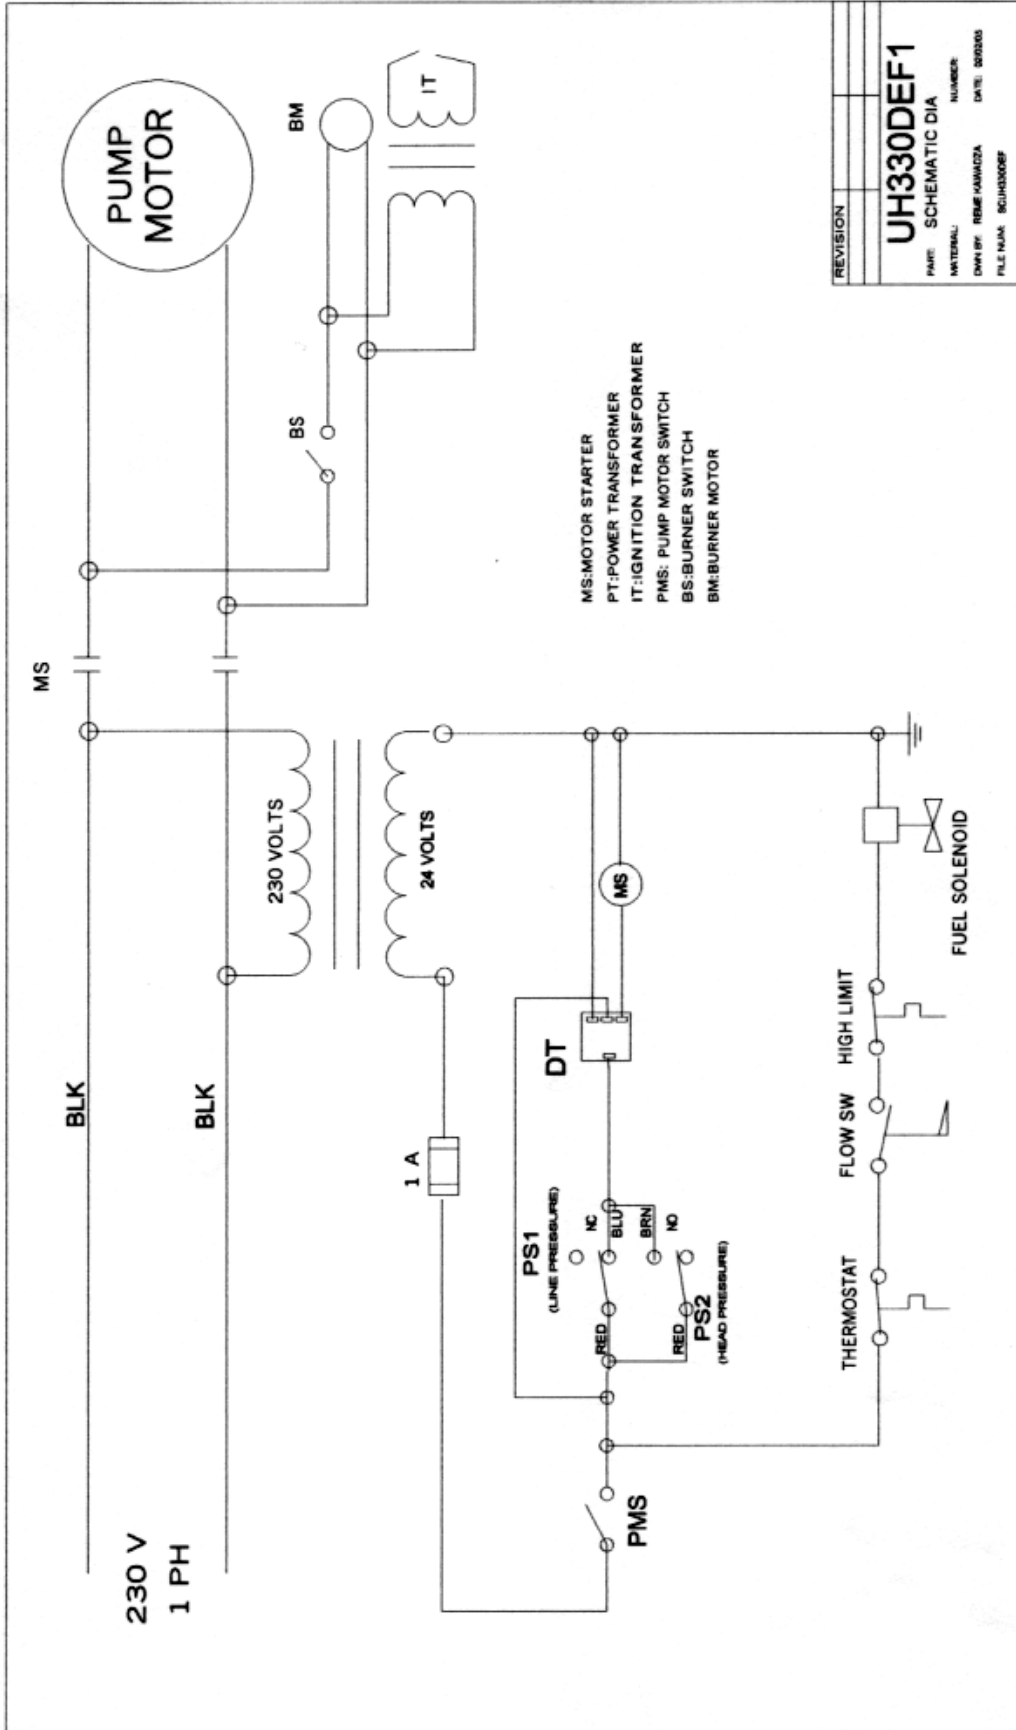 230 V
1 PH
BLK
BLK
MS
PUMP
MOTOR
230 VOLTS
24 VOLTS
BS
BM
IT
1 A
PS1
(LINE PRESSURE)
NC
BLU
BRN
NO
RED
RED
PS2
(HEAD PRESSURE)
PMS
DT
MS
THERMOSTAT
FLOW SW
HIGH LIMIT
FUEL SOLENOID
MS:MOTOR STARTER
PT:POWER TRANSFORMER
IT:IGNITION TRANSFORMER
PMS: PUMP MOTOR SWITCH
BS:BURNER SWITCH
BM:BURNER MOTOR
REVISION
UH330DEF1
PART: SCHEMATIC DIA
MATERIAL: NUMBER:
DWN BY: DATE:
FILE NUM: